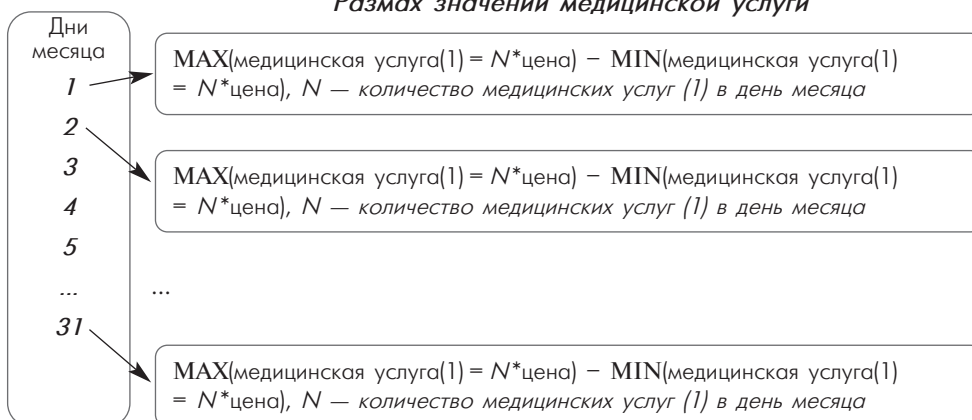 Размах значений медицинской услуги
Дни
месяца
1
MAX(медицинская услуга(1) = N*цена) – MIN(медицинская услуга(1)
= N*цена), N — количество медицинских услуг (1) в день месяца
2
3
MAX(медицинская услуга(1) = N*цена) – MIN(медицинская услуга(1)
= N*цена), N — количество медицинских услуг (1) в день месяца
4
5
... ...
31
MAX(медицинская услуга(1) = N*цена) – MIN(медицинская услуга(1)
= N*цена), N — количество медицинских услуг (1) в день месяца